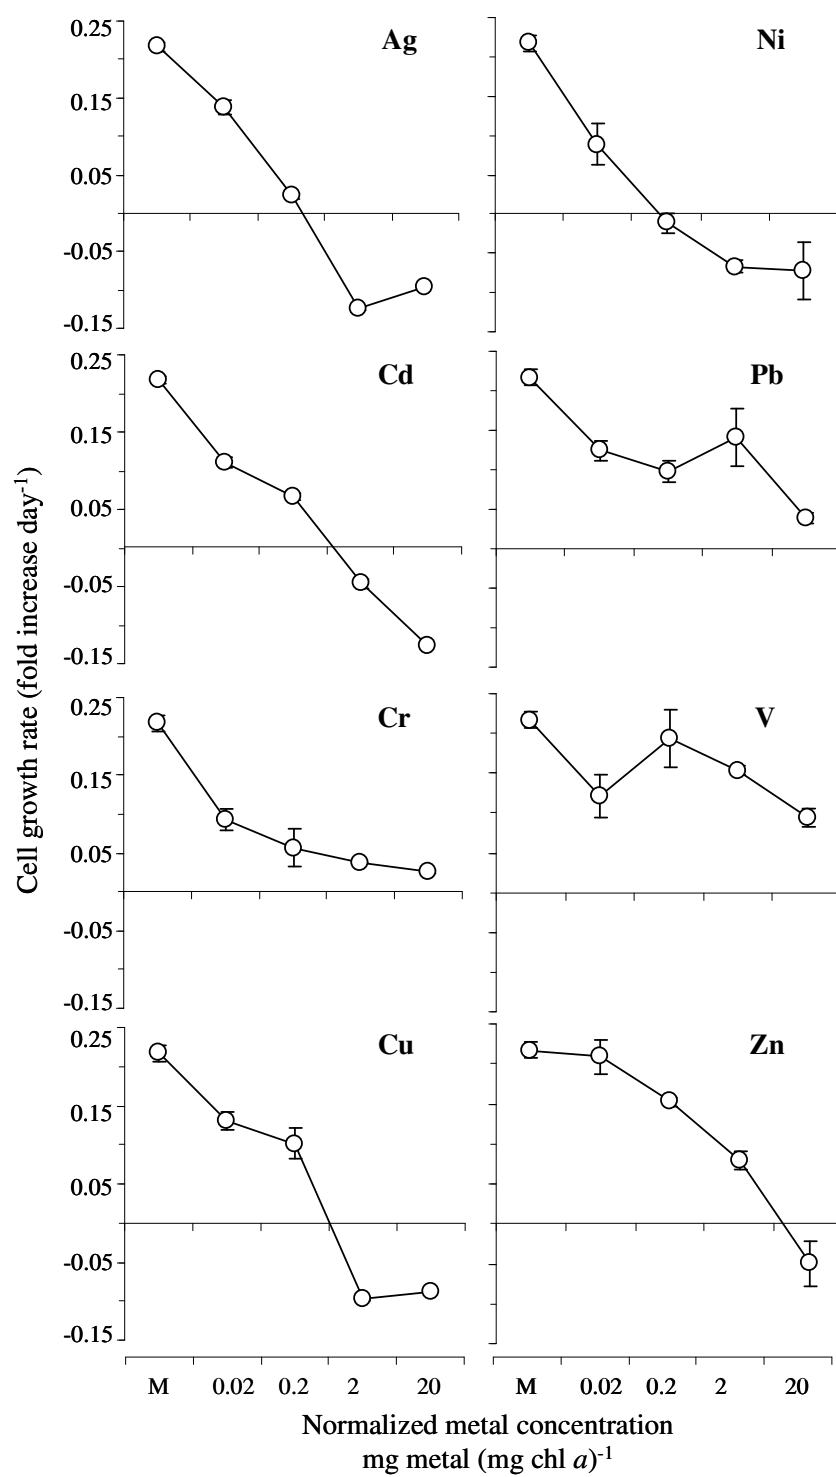 0.25
Ag
Ni
0.15
0.05
-0.05
-0.15
0.25
Cd
Pb
0.15
0.05
-0.05
-0.15
0.25
Cr
V
0.15
0.05
-0.05
-0.15
0.25
Cu
Zn
0.15
0.05
-0.05
-0.15
Cell growth rate (fold increase day-1)
M 0.02 0.2 2 20
M 0.02 0.2 2 20
Normalized metal concentration
mg metal (mg chl a)-1